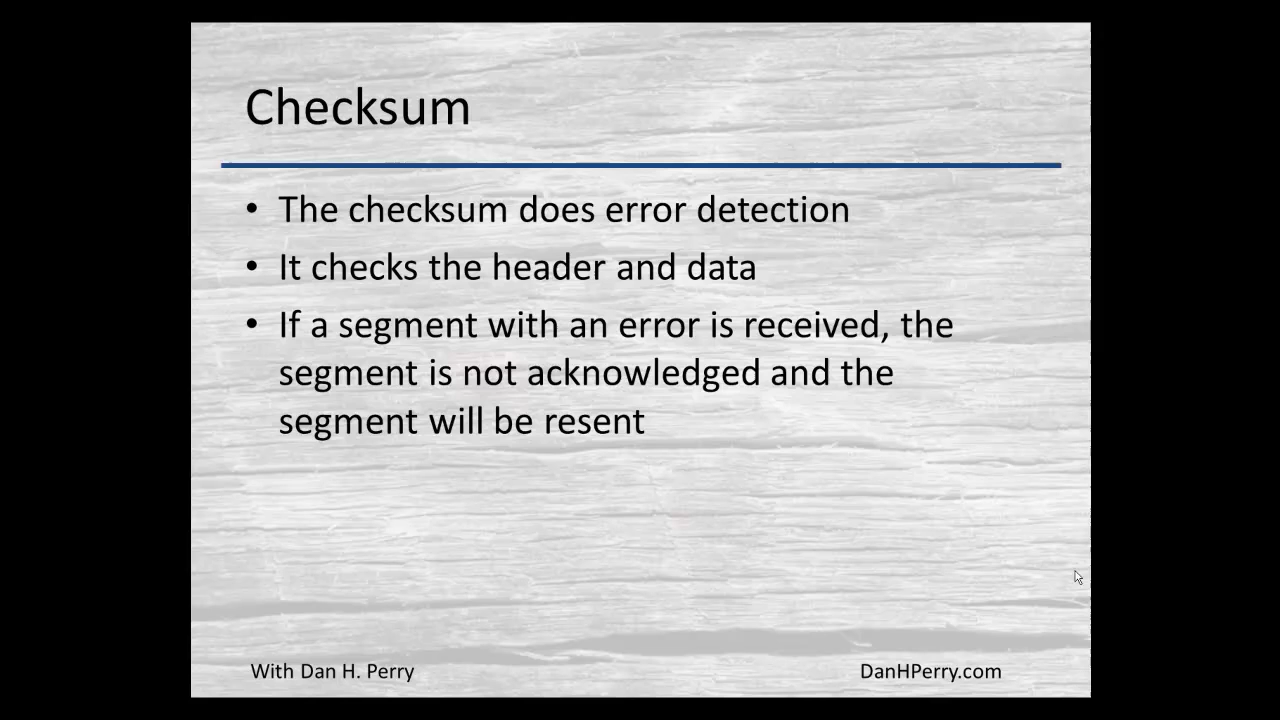 Checksum
• The checksum does error detection
• It checks the header and data
• If a segment with an error is received, the
segment is not acknowledged and the
segment will be resent
With Dan H. Perry
DanHPerry.com